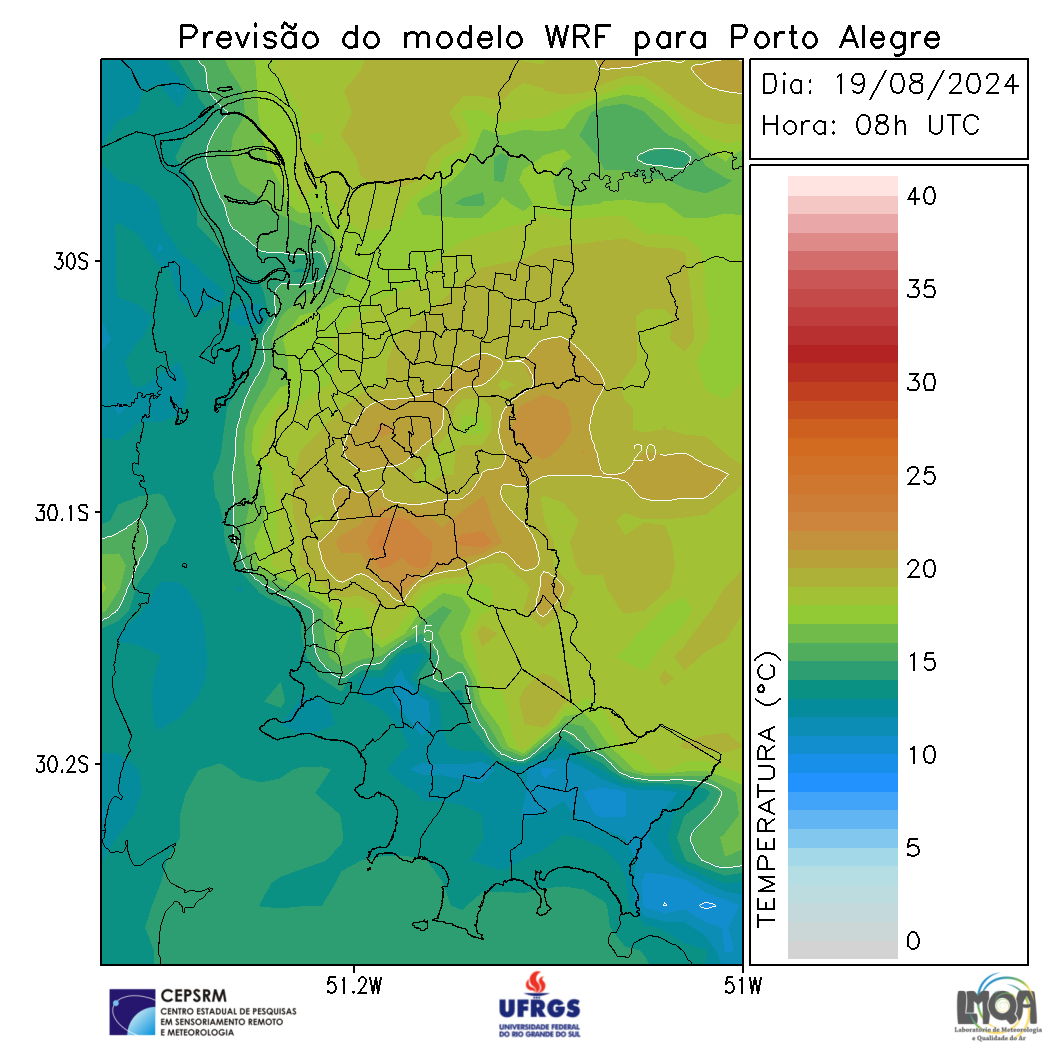 Previsão do modelo WRF para Porto Alegre
Dia: 19/08/2024
Hora: 08h UTC
40
35
30
25
20
15
10
5
0
TEMPERATURA (°C)
30S
30.1S
30.2S
20
15
51.2W
51W
CEPSRM
CENTRO ESTADUAL DE PESQUISAS
EM SENSORIAMENTO REMOTO
E METEOROLOGIA
UFRGS
UNIVERSIDADE FEDERAL
DO RIO GRANDE DO SUL
LMQA
Laboratório de Meteorologia
e Qualidade do Ar